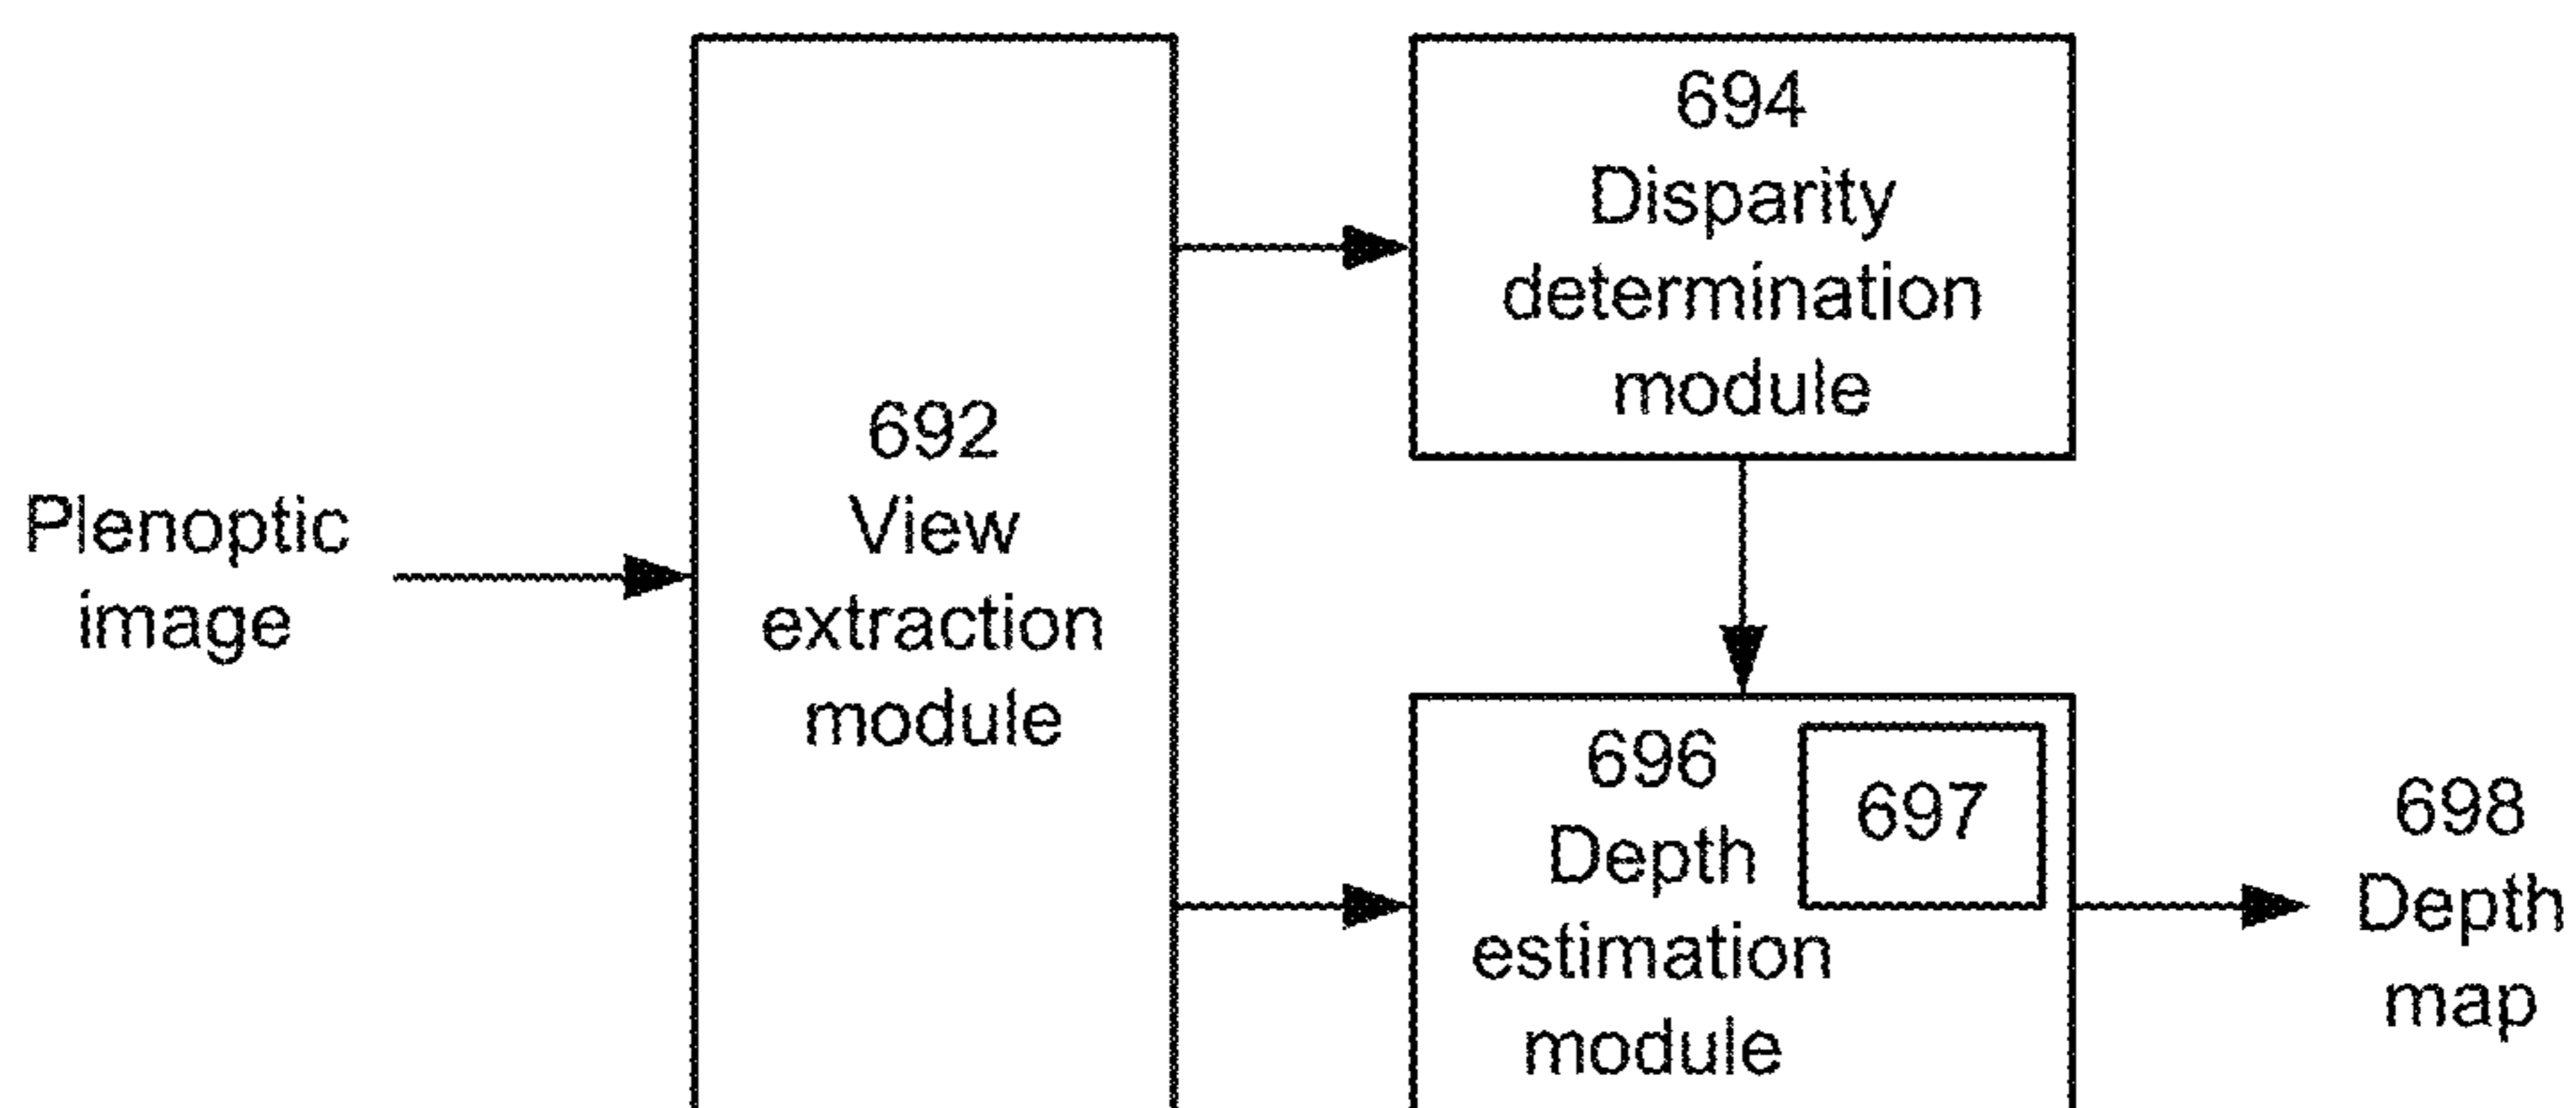 Plenoptic
image
692
View
extraction
module
694
Disparity
determination
module
696
Depth
estimation
module
697
698
Depth
map